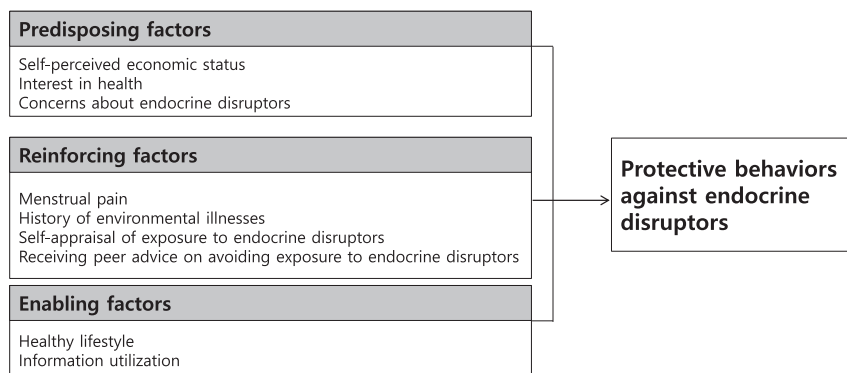 Predisposing factors
Self-perceived economic status
Interest in health
Concerns about endocrine disruptors
Reinforcing factors
Menstrual pain
History of environmental illnesses
Self-appraisal of exposure to endocrine disruptors
Receiving peer advice on avoiding exposure to endocrine disruptors
Enabling factors
Healthy lifestyle
Information utilization
Protective behaviors
against endocrine
disruptors